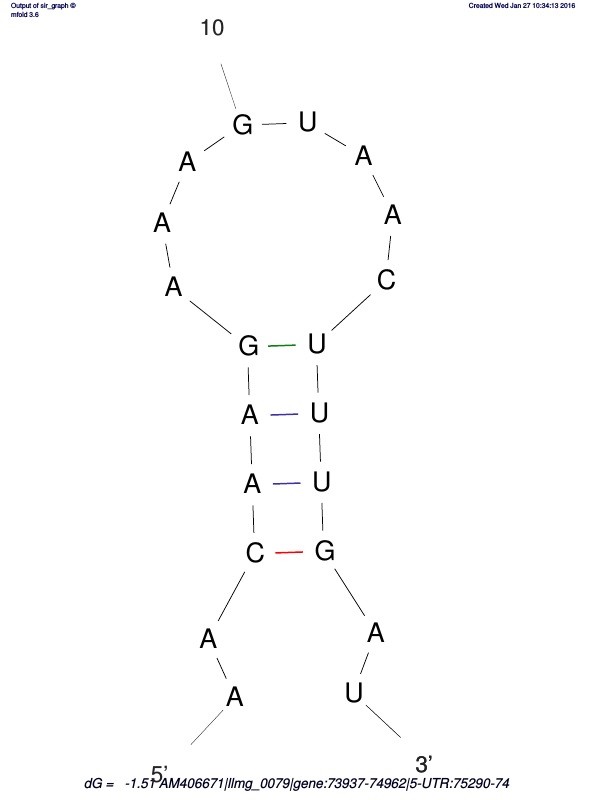 Output of sir_graph ©
mfold 3.6
Created Wed Jan 27 10:34:13 2016
10
G U
A A
A A
A C
G U
A U
A U
C G
A A
A U
5' 3'
dG = -1.51 AM406671|llmg_0079|gene:73937-74962|5-UTR:75290-74